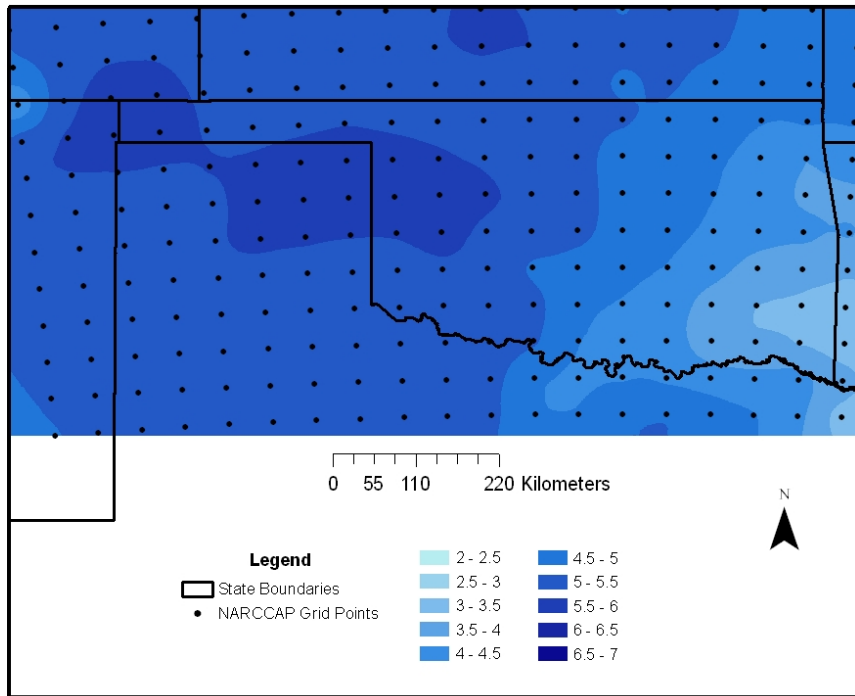 0 55 110 220 Kilometers
N
Legend
State Boundaries
NARCCAP Grid Points
2 - 2.5
2.5 - 3
3 - 3.5
3.5 - 4
4 - 4.5
4.5 - 5
5 - 5.5
5.5 - 6
6 - 6.5
6.5 - 7